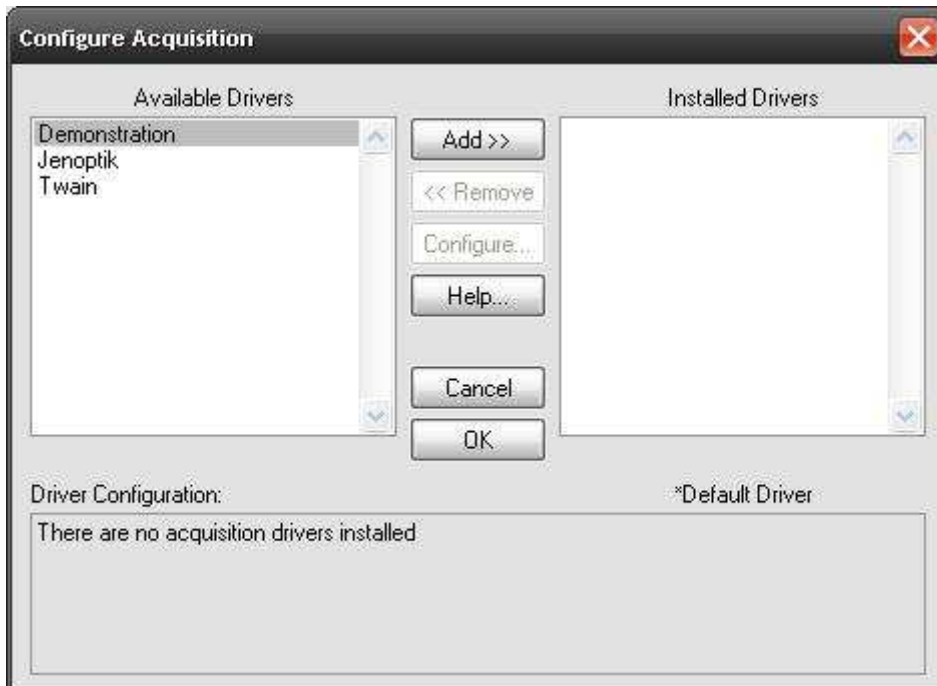 Configure Acquisition
Available Drivers
Installed Drivers
Demonstration
Jenoptik
Twain
Add >>
<< Remove
Configure...
Help...
Cancel
OK
Driver Configuration:
*Default Driver
There are no acquisition drivers installed